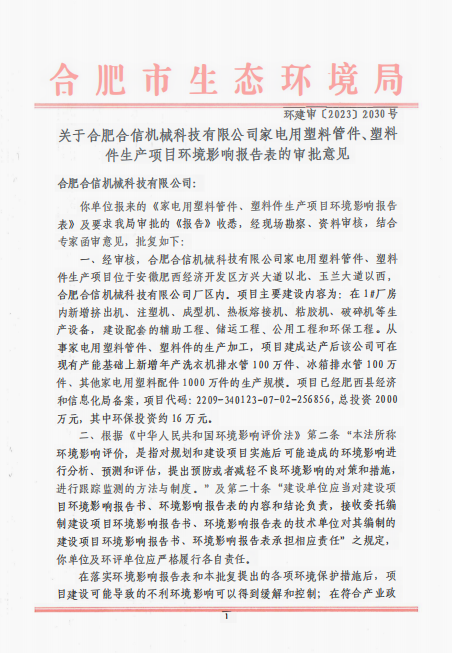 合肥市生态环境局
环建审〔2023〕2030号
关于合肥合信机械科技有限公司家电用塑料管件、塑料
件生产项目环境影响报告表的审批意见
合肥合信机械科技有限公司：
你单位报来的《家电用塑料管件、塑料件生产项目环境影响报告
表》及要求我局审批的《报告》收悉，经现场勘察、资料审核，结合
专家函审意见，批复如下：
一、经审核，合肥合信机械科技有限公司家电用塑料管件、塑料
件生产项目位于安徽肥西经济开发区方兴大道以北、玉兰大道以西，
合肥合信机械科技有限公司厂区内。项目主要建设内容为：在1#厂房
内新增挤出机、注塑机、成型机、热板熔接机、粘胶机、破碎机等生
产设备，建设配套的辅助工程、储运工程、公用工程和环保工程。从
事家电用塑料管件、塑料件的生产加工，项目建成达产后该公司可在
现有产能基础上新增年产洗衣机排水管100万件、冰箱排水管100万
件、其他家电用塑料配件1000万件的生产规模。项目已经肥西县经济
和信息化局备案，项目代码：2209-340123-07-02-256856，总投资2000
万元，其中环保投资约16万元。
二、根据《中华人民共和国环境影响评价法》第二条“本法所称
环境影响评价，是指对规划和建设项目实施后可能造成的环境影响进
行分析、预测和评估，提出预防或者减轻不良环境影响的对策和措施，
进行跟踪监测的方法与制度。”及第二十条“建设单位应当对建设项
目环境影响报告书、环境影响报告表的内容和结论负责，接收委托编
制建设项目环境影响报告书、环境影响报告表的技术单位对其编制的
建设项目环境影响报告书、环境影响报告表承担相应责任”之规定，
你单位及环评单位应严格履行各自责任。
在落实环境影响报告表和本批复提出的各项环境保护措施后，项
目建设可能导致的不利环境影响可以得到缓解和控制；在符合产业政
1